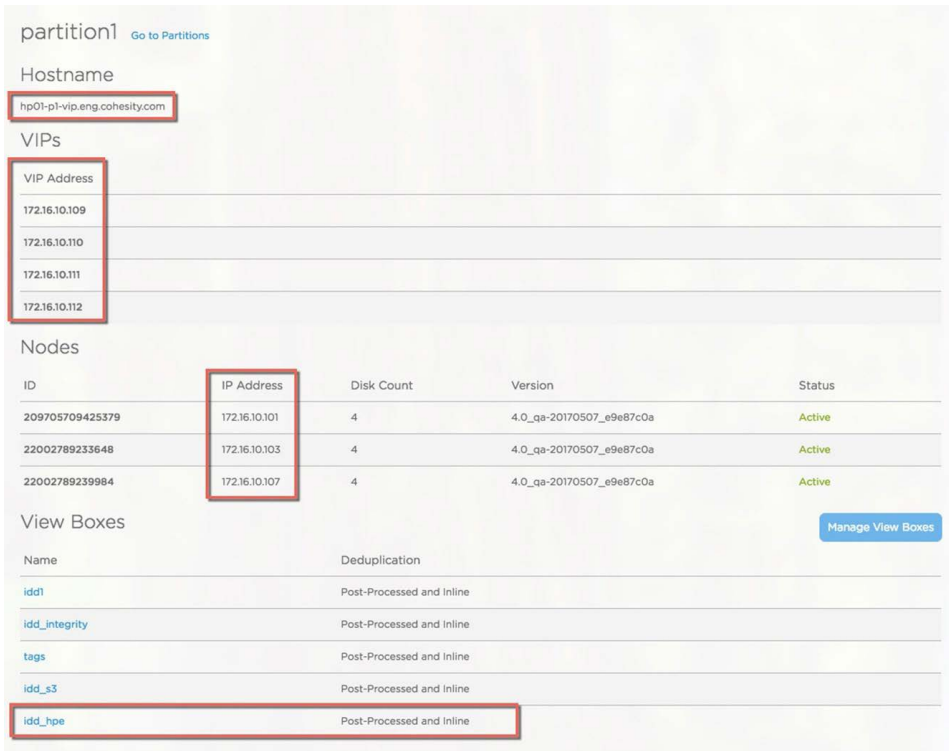 partition1 Go to Partitions
Hostname
hp01-p1-vip.eng.cohesity.com
VIPs
VIP Address
172.16.10.109
172.16.10.110
172.16.10.111
172.16.10.112
Nodes
ID IP Address Disk Count Version Status
209705709425379 172.16.10.101 4 4.0_qa-20170507_e9e87c0a Active
22002789233648 172.16.10.103 4 4.0_qa-20170507_e9e87c0a Active
22002789239984 172.16.10.107 4 4.0_qa-20170507_e9e87c0a Active
View Boxes Manage View Boxes
Name Deduplication
idd1 Post-Processed and Inline
idd_integrity Post-Processed and Inline
tags Post-Processed and Inline
idd_s3 Post-Processed and Inline
idd_hpe Post-Processed and Inline